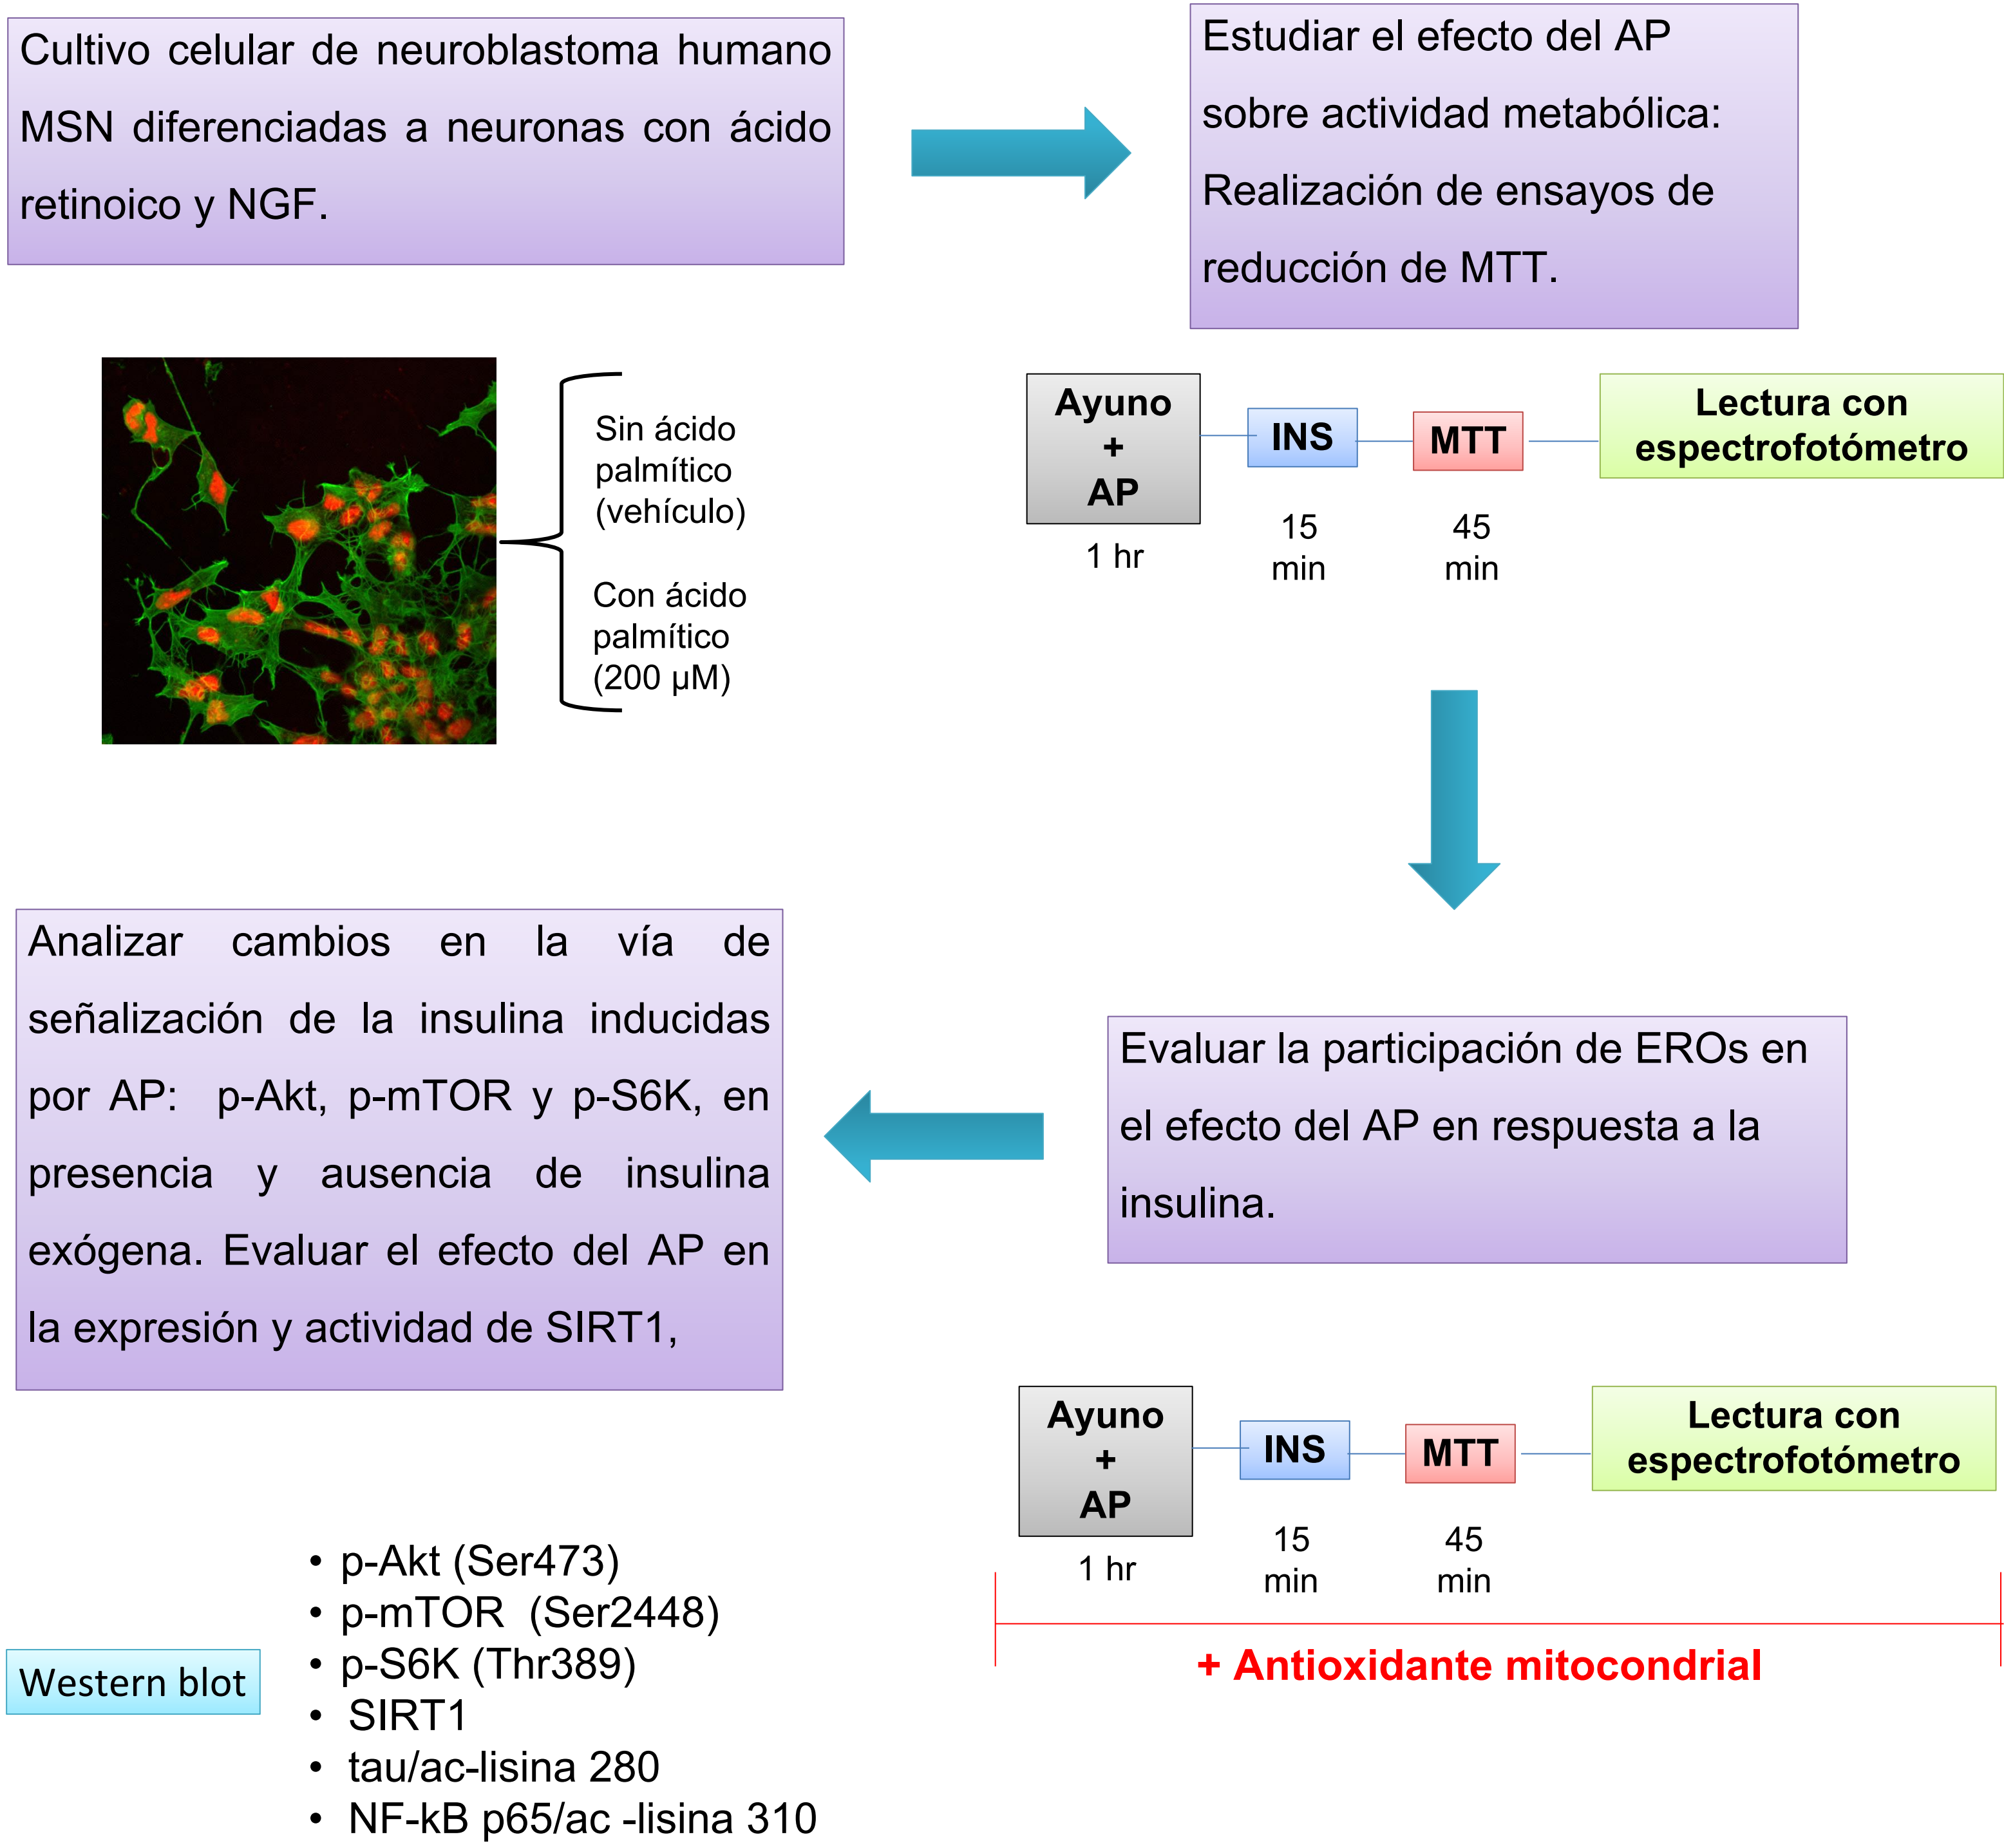 Cultivo celular de neuroblastoma humano
MSN diferenciadas a neuronas con ácido
retinoico y NGF.
Estudiar el efecto del AP
sobre actividad metabólica:
Realización de ensayos de
reducción de MTT.
Sin ácido
palmítico
(vehículo)
Con ácido
palmítico
(200 µM)
Ayuno
+
AP
1 hr
INS
15
min
MTT
45
min
Lectura con
espectrofotómetro
Evaluar la participación de EROs en
el efecto del AP en respuesta a la
insulina.
Ayuno
+
AP
1 hr
INS
15
min
MTT
45
min
Lectura con
espectrofotómetro
+ Antioxidante mitocondrial
Analizar cambios en la vía de
señalización de la insulina inducidas
por AP: p-Akt, p-mTOR y p-S6K, en
presencia y ausencia de insulina
exógena. Evaluar el efecto del AP en
la expresión y actividad de SIRT1,
Western blot
• p-Akt (Ser473)
• p-mTOR (Ser2448)
• p-S6K (Thr389)
• SIRT1
• tau/ac-lisina 280
• NF-kB p65/ac -lisina 310